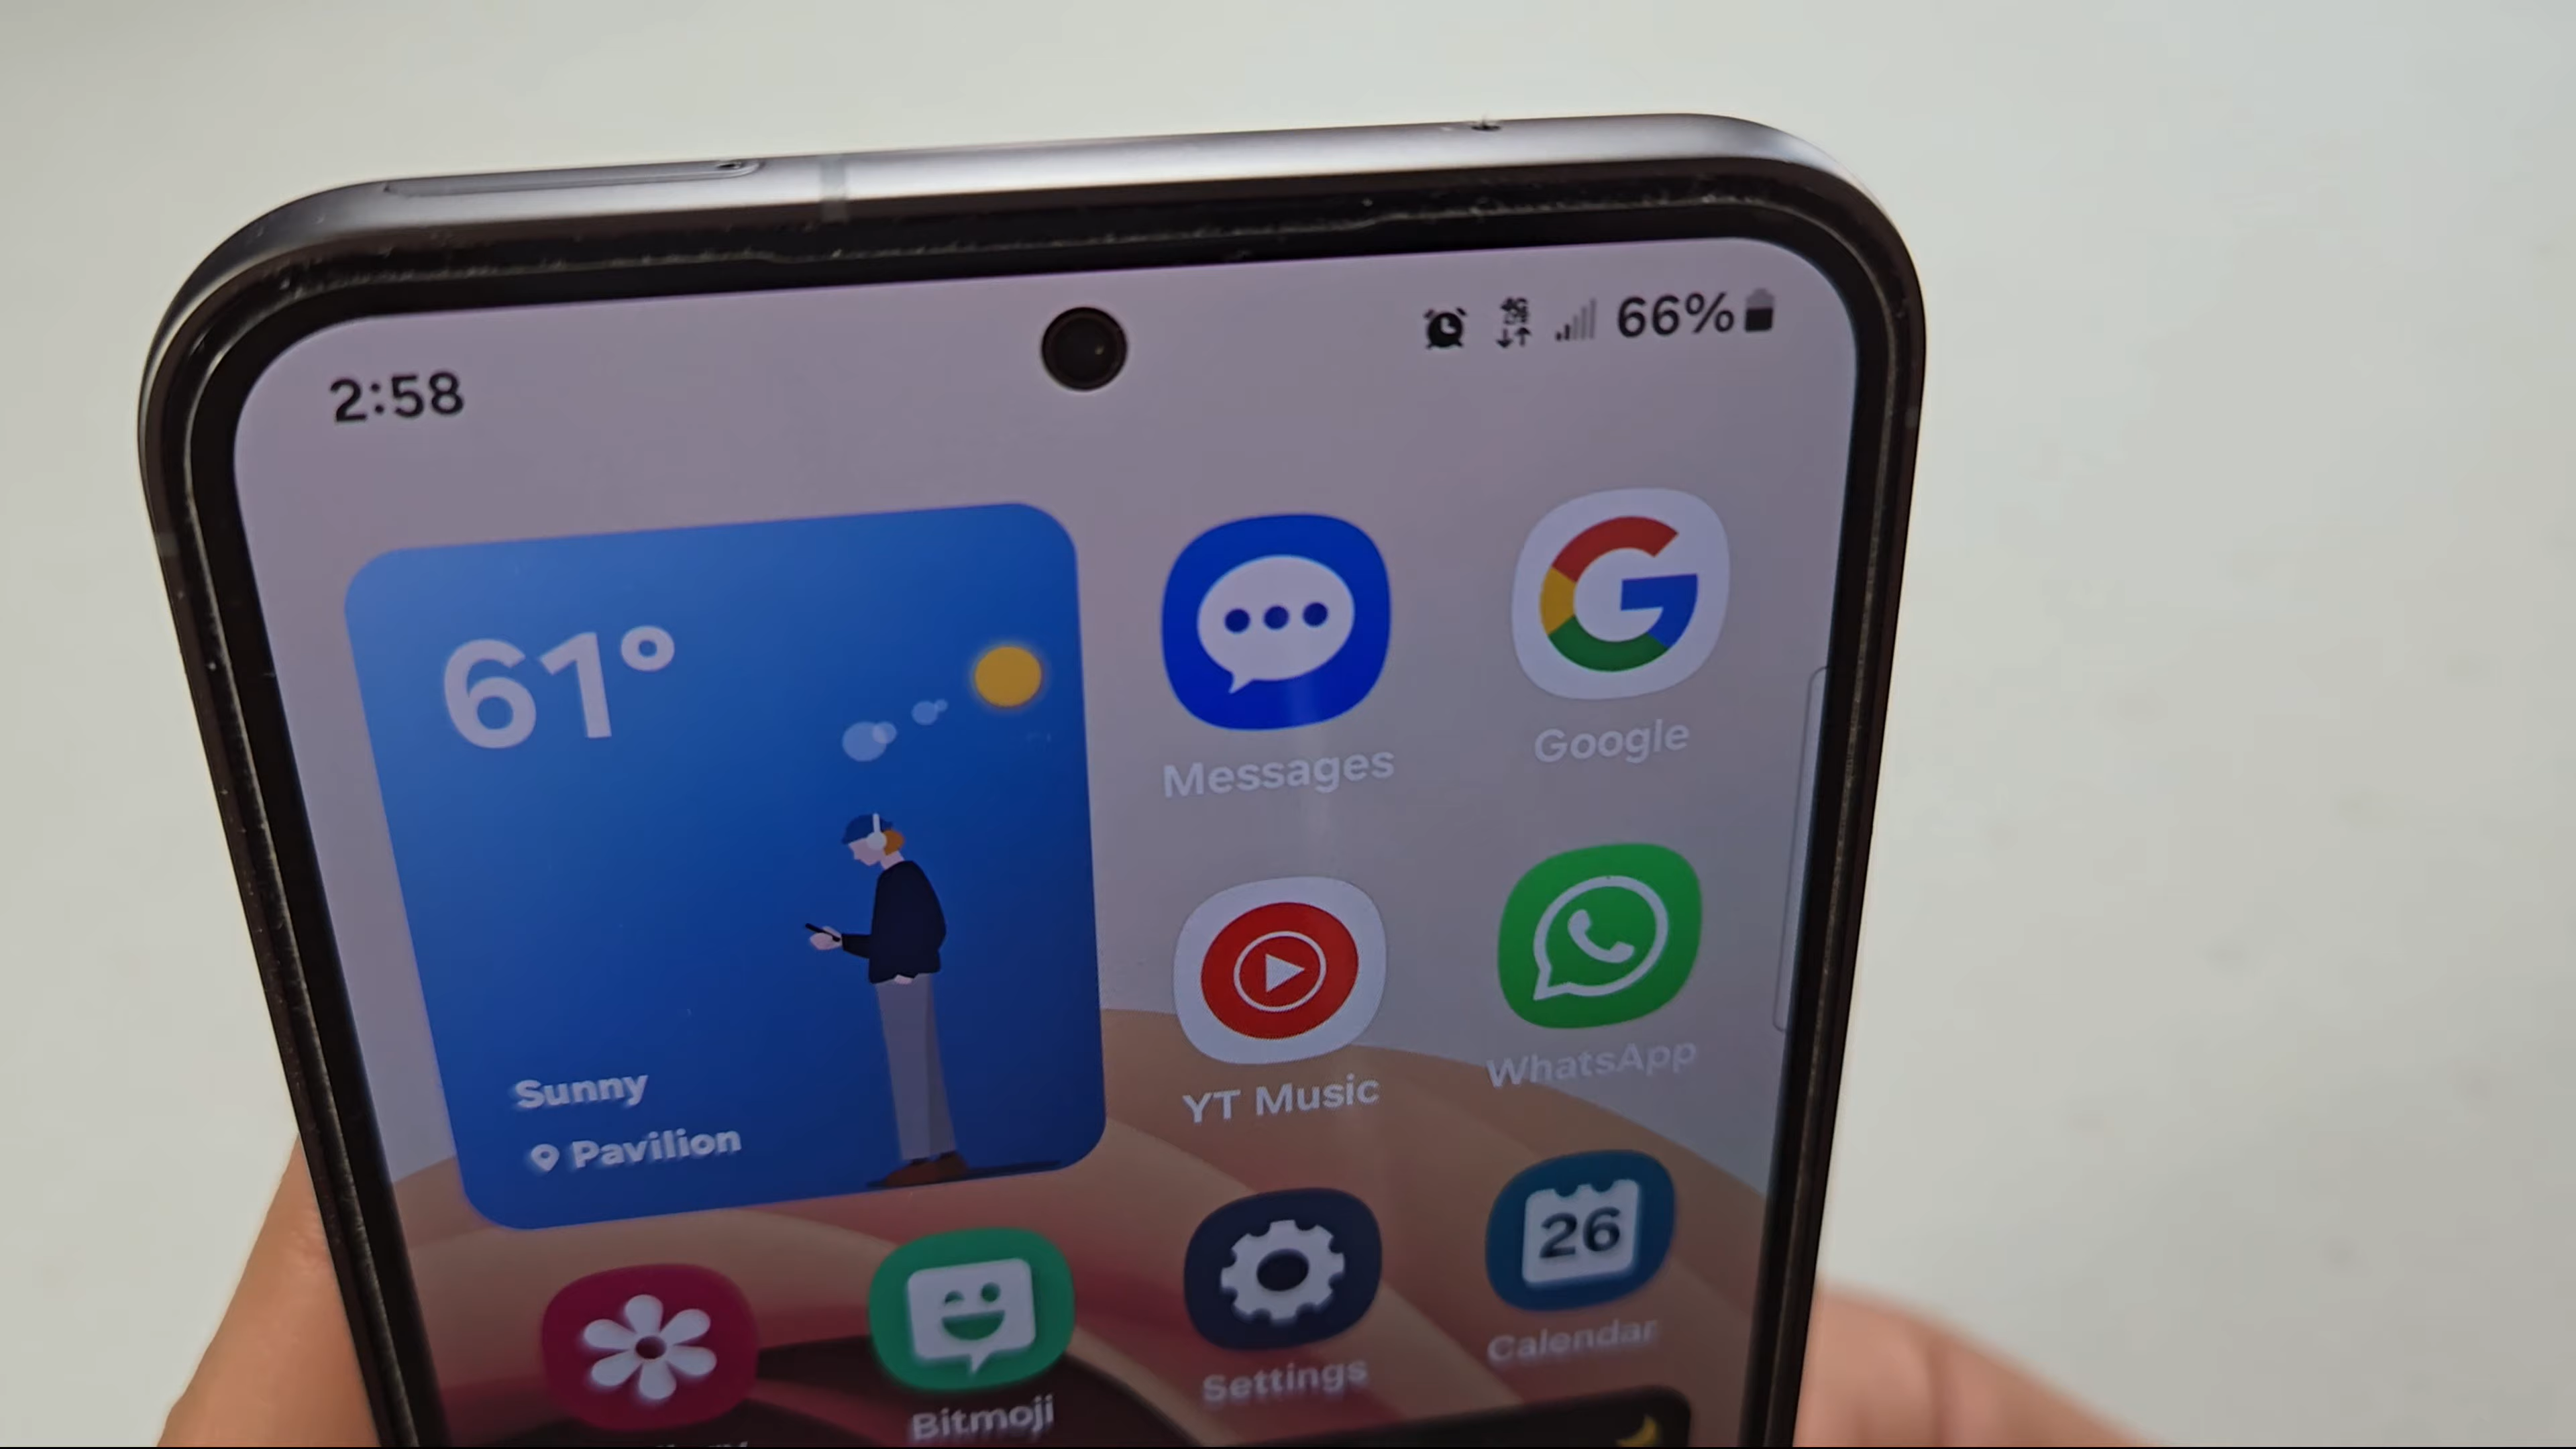 2:58
66%
61°
Sunny
Pavilion
Messages
Google
YT Music
WhatsApp
26
Bitmoji
Settings
Calendar